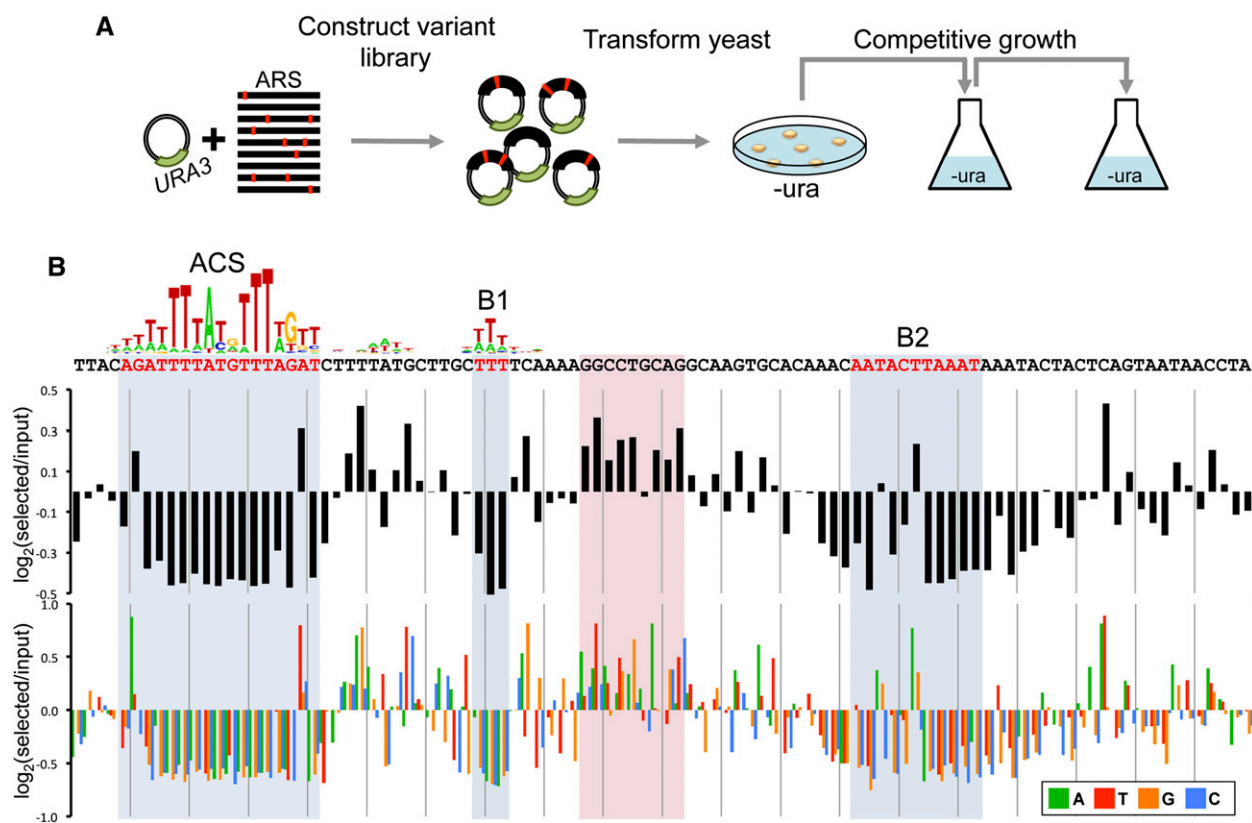 A
Construct variant
library
Transform yeast
Competitive growth
ARS
URA3
+
-ura
-ura
-ura
B
ACS
B1
B2
TTACAGATTTTATGTTTAGATCTTTTATGCTTGCTTTTCAAAAGGCCTGCAGGCAAGTGCACAAACAATACTTAAATAAATACTACTCAGTAATAACCTA
log2(selected/input)
0.5
0.3
0.1
-0.1
-0.3
-0.5
log2(selected/input)
1.0
0.5
0.0
-0.5
-1.0
A T G C